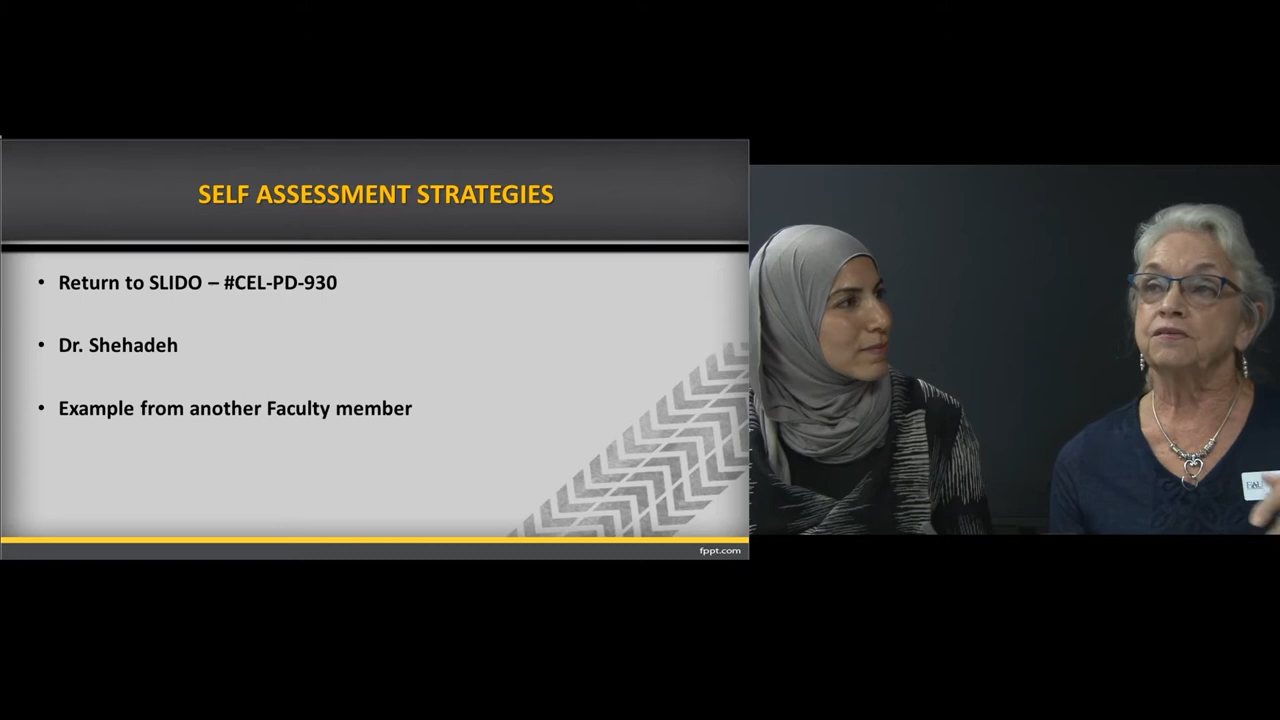 SELF ASSESSMENT STRATEGIES
• Return to SLIDO – #CEL-PD-930
• Dr. Shehadeh
• Example from another Faculty member
fppt.com